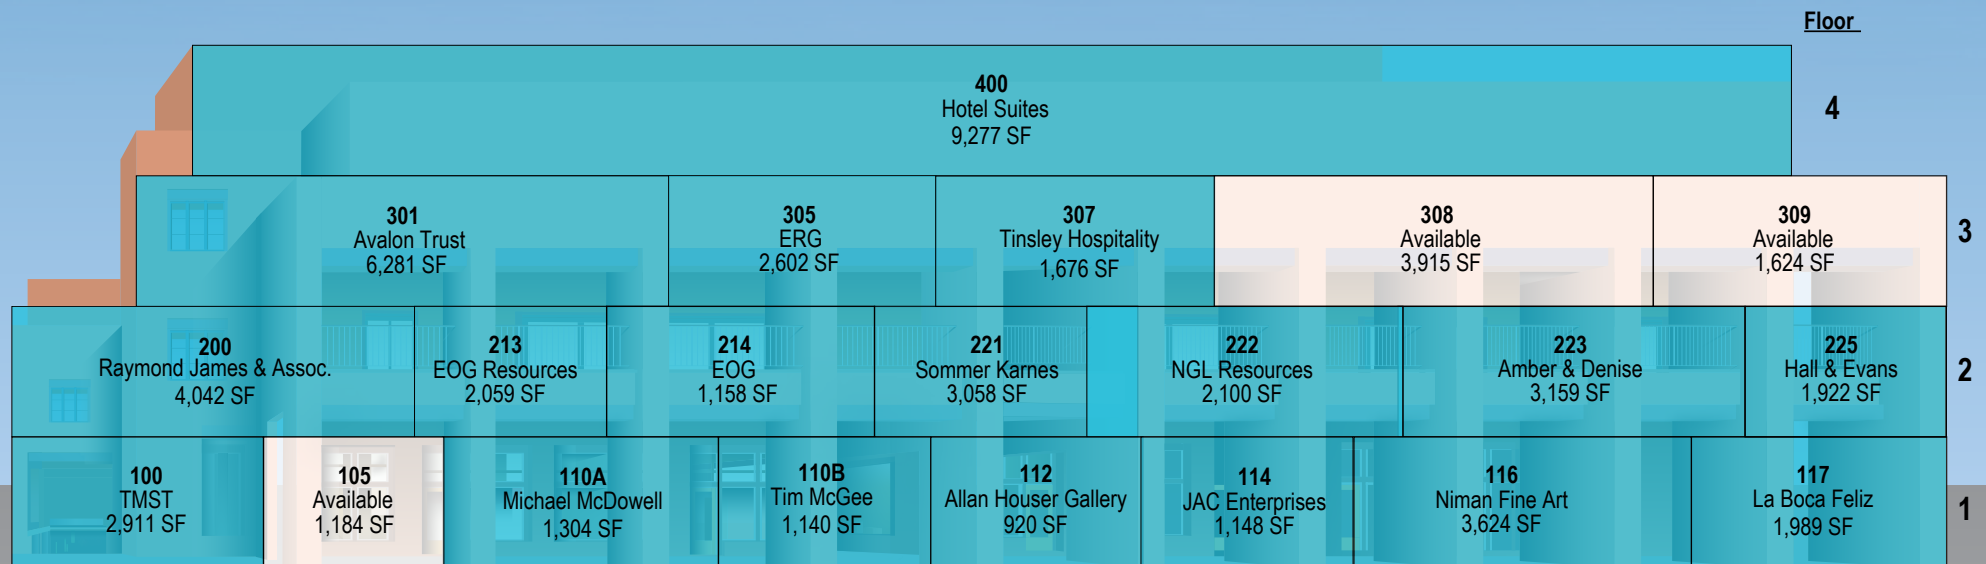 Floor
400
Hotel Suites
9,277 SF
4
301
Avalon Trust
6,281 SF
305
ERG
2,602 SF
307
Tinsley Hospitality
1,676 SF
308
Available
3,915 SF
309
Available
1,624 SF
3
200
Raymond James & Assoc.
4,042 SF
213
EOG Resources
2,059 SF
214
EOG
1,158 SF
221
Sommer Karnes
3,058 SF
222
NGL Resources
2,100 SF
223
Amber & Denise
3,159 SF
225
Hall & Evans
1,922 SF
2
100
TMST
2,911 SF
105
Available
1,184 SF
110A
Michael McDowell
1,304 SF
110B
Tim McGee
1,140 SF
112
Allan Houser Gallery
920 SF
114
JAC Enterprises
1,148 SF
116
Niman Fine Art
3,624 SF
117
La Boca Feliz
1,989 SF
1